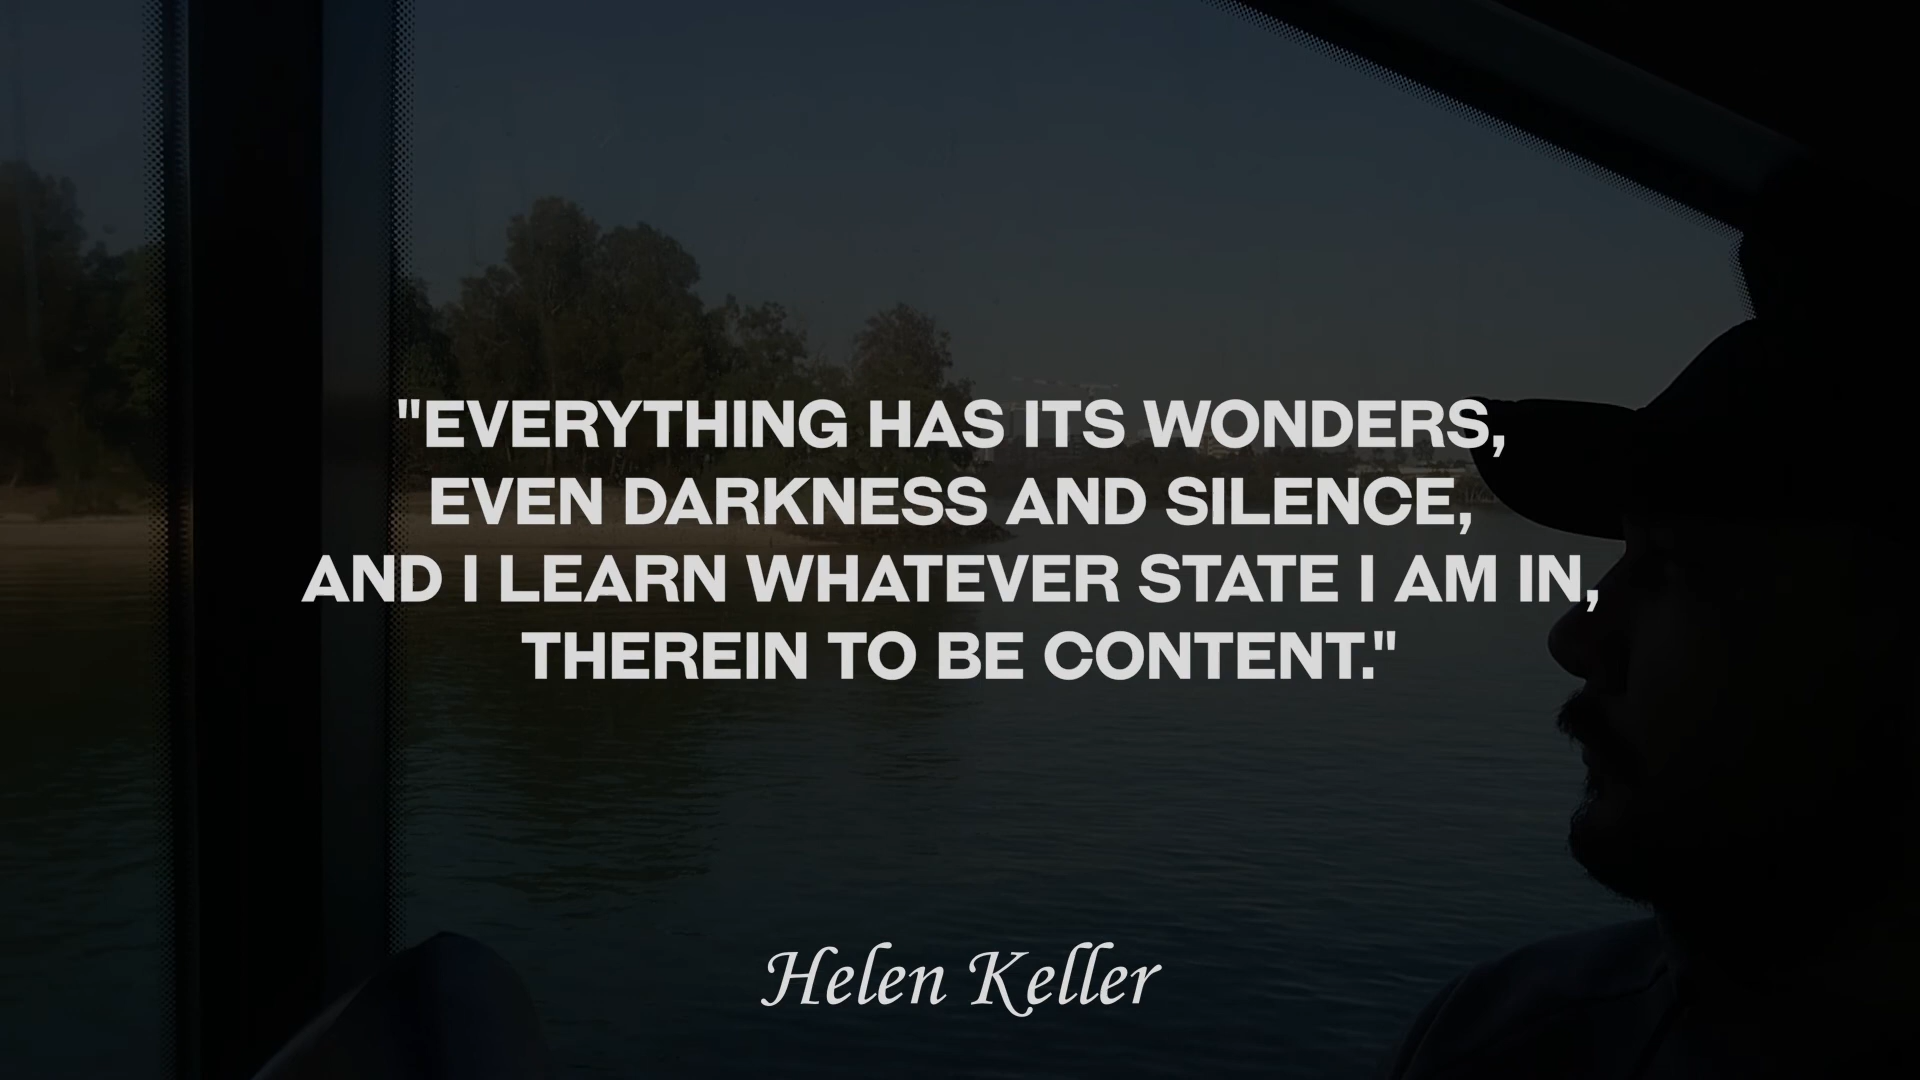 "EVERYTHING HAS ITS WONDERS,
EVEN DARKNESS AND SILENCE,
AND I LEARN WHATEVER STATE I AM IN,
THEREIN TO BE CONTENT."
Helen Keller